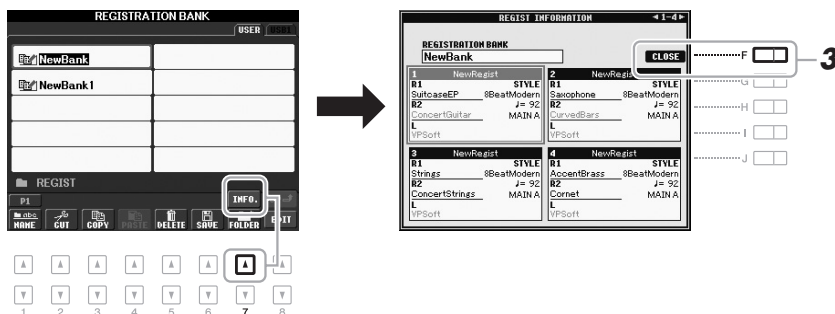 REGISTRATION BANK
USER USB1
NewBank
NewBank1
REGIST
P1
INFO.
abc
NAME CUT COPY PASTE DELETE SAVE FOLDER EDIT
1 2 3 4 5 6 7 8
REGIST INFORMATION 1-4
REGISTRATION BANK
NewBank
CLOSE
F
3
G
H
I
J
1 NewRegist
R1 STYLE
SuitcaseEP 8BeatModern
R2 ♩= 92
ConcertGuitar MAIN A
L
VPSoft
2 NewRegist
R1 STYLE
Saxophone 8BeatModern
R2 ♩= 92
CurvedBars MAIN A
L
VPSoft
3 NewRegist
R1 STYLE
Strings 8BeatModern
R2 ♩= 92
ConcertStrings MAIN A
L
VPSoft
4 NewRegist
R1 STYLE
AccentBrass 8BeatModern
R2 ♩= 92
Cornet MAIN A
L
VPSoft